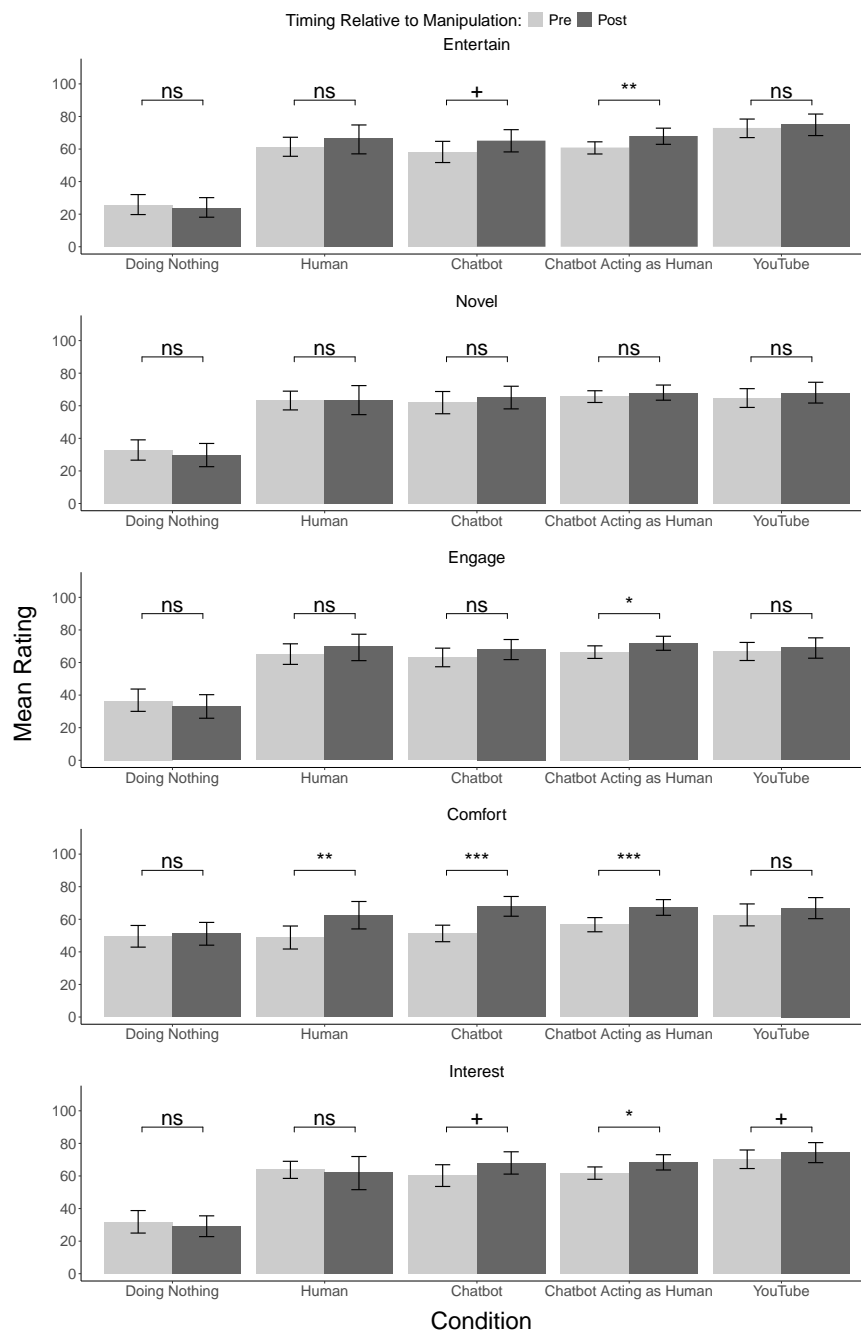 Timing Relative to Manipulation: Pre Post
Entertain
100
80
60
40
20
0
ns
ns
+
**
ns
Doing Nothing Human Chatbot Chatbot Acting as Human YouTube
Novel
100
80
60
40
20
0
ns
ns
ns
ns
ns
Doing Nothing Human Chatbot Chatbot Acting as Human YouTube
Engage
100
80
60
40
20
0
ns
ns
ns
*
ns
Doing Nothing Human Chatbot Chatbot Acting as Human YouTube
Comfort
100
80
60
40
20
0
ns
**
***
***
ns
Doing Nothing Human Chatbot Chatbot Acting as Human YouTube
Interest
100
80
60
40
20
0
ns
ns
+
*
+
Doing Nothing Human Chatbot Chatbot Acting as Human YouTube
Mean Rating
Condition